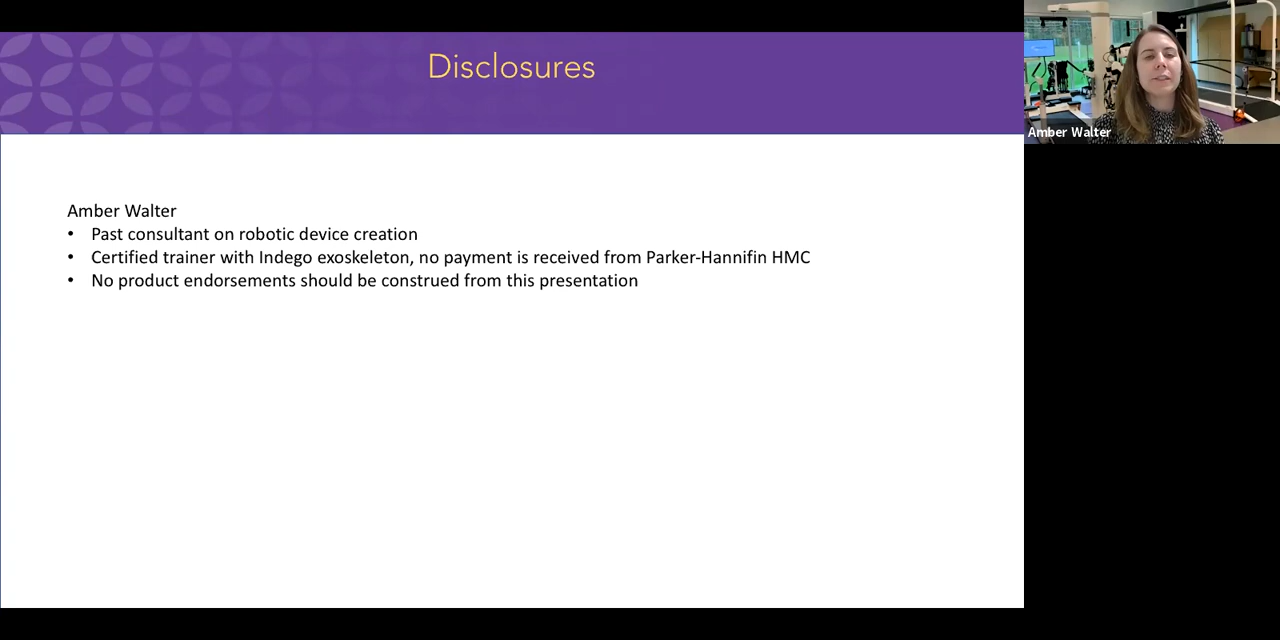 Disclosures
Amber Walter
Amber Walter
• Past consultant on robotic device creation
• Certified trainer with Indego exoskeleton, no payment is received from Parker-Hannifin HMC
• No product endorsements should be construed from this presentation